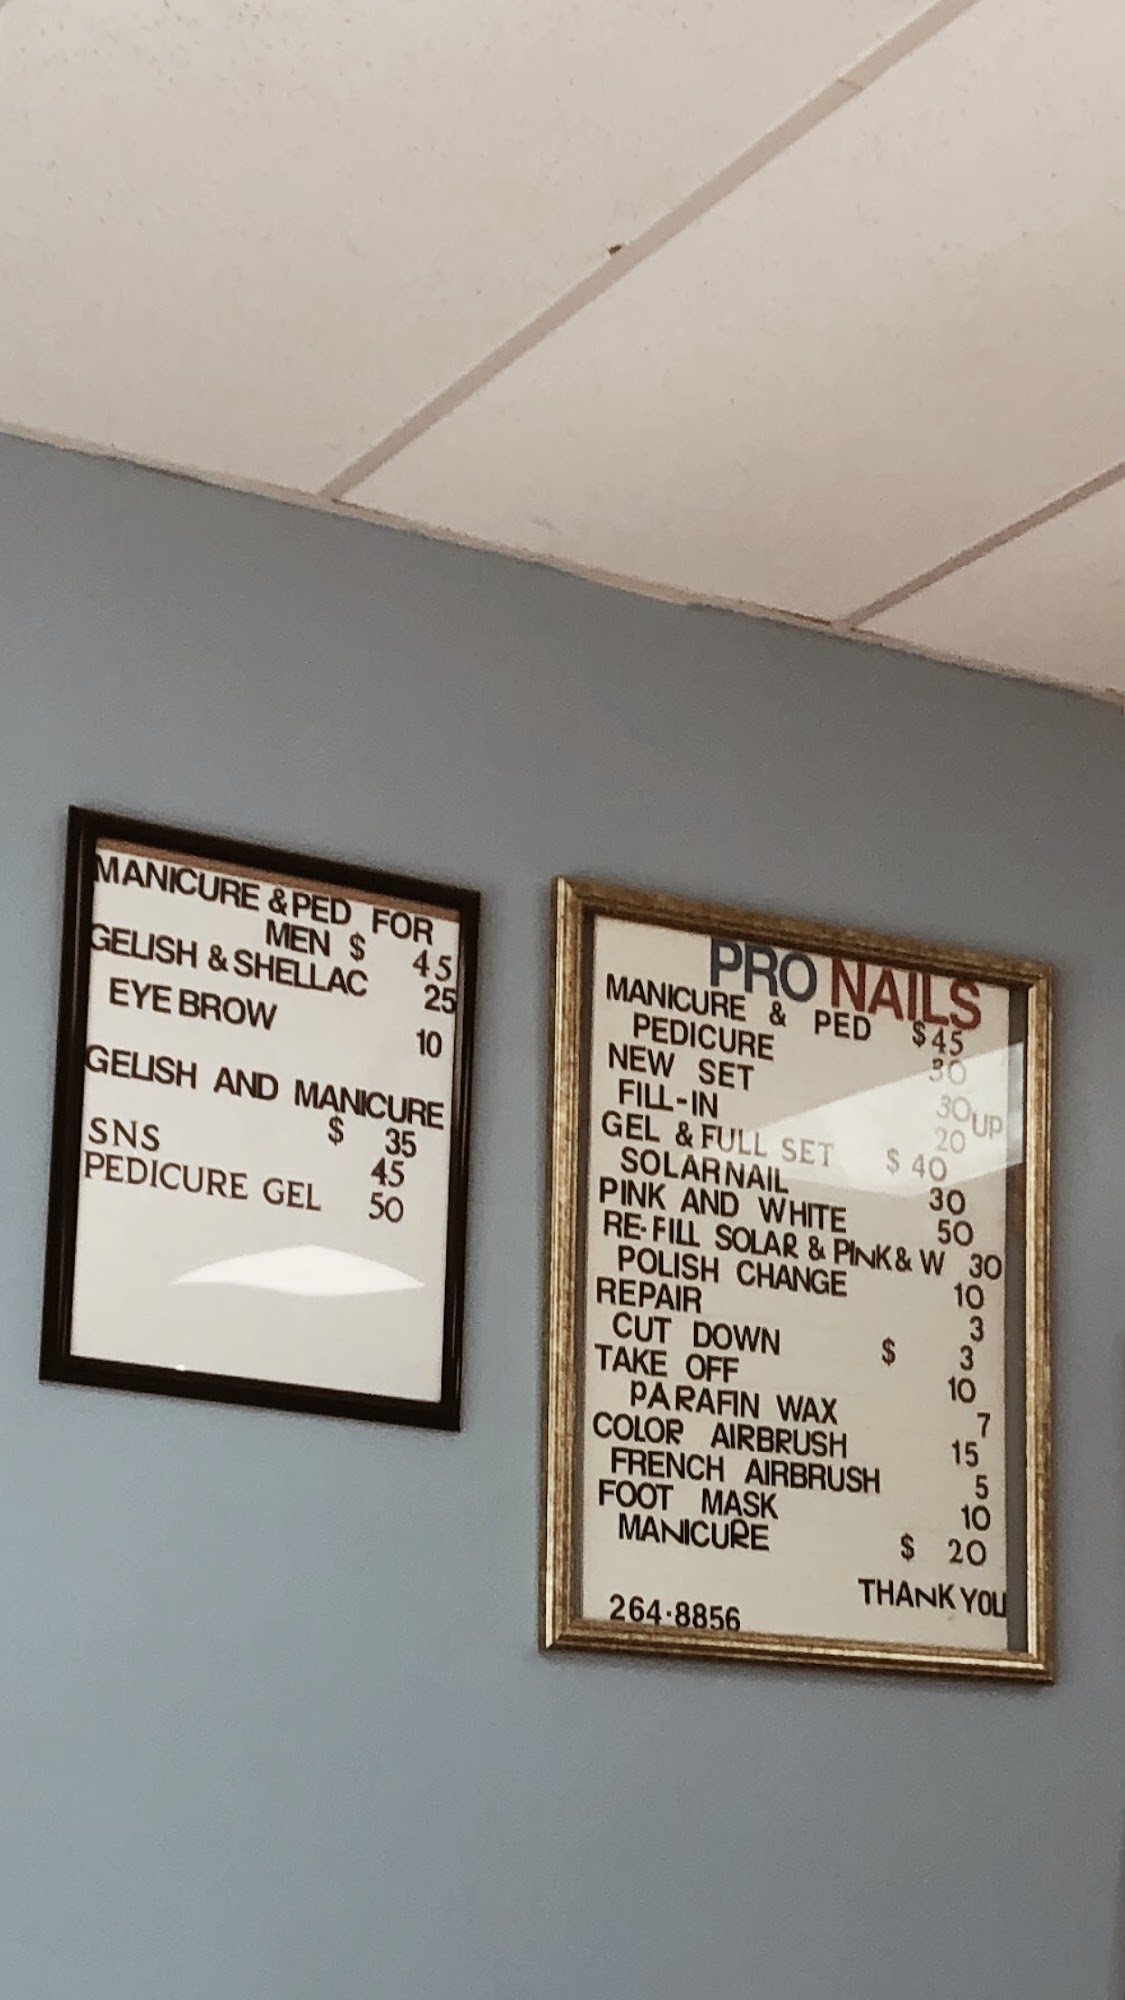 MANICURE & PED FOR
MEN $ 45
GELISH & SHELLAC 25
EYE BROW 10
GELISH AND MANICURE
$ 35
SNS 45
PEDICURE GEL 50
PRO NAILS
MANICURE & PED $45
PEDICURE 30
NEW SET 30 UP
FILL-IN 20
GEL & FULL SET $ 40
SOLARNAIL 30
PINK AND WHITE 50
RE-FILL SOLAR & PINK & W 30
POLISH CHANGE 10
REPAIR 3
CUT DOWN $ 3
TAKE OFF 10
PARAFIN WAX 7
COLOR AIRBRUSH 15
FRENCH AIRBRUSH 5
FOOT MASK 10
MANICURE $ 20
THANK YOU
264-8856